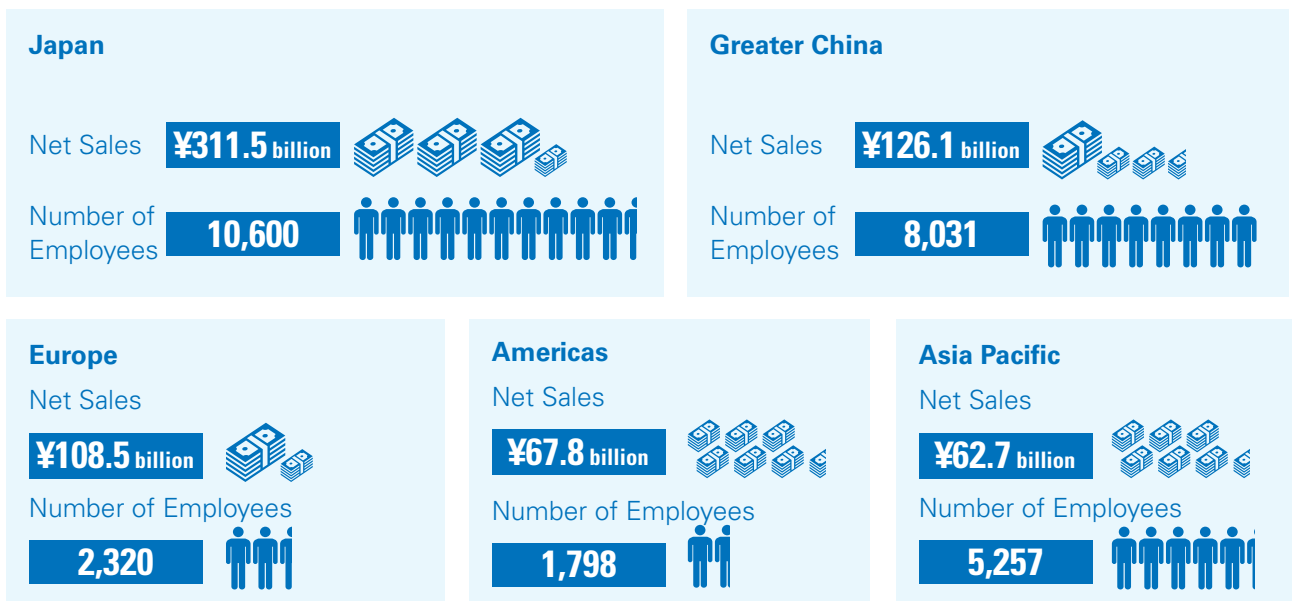 Japan
Net Sales
¥311.5 billion
Number of
Employees
10,600
Greater China
Net Sales
¥126.1 billion
Number of
Employees
8,031
Europe
Net Sales
¥108.5 billion
Number of Employees
2,320
Americas
Net Sales
¥67.8 billion
Number of Employees
1,798
Asia Pacific
Net Sales
¥62.7 billion
Number of Employees
5,257